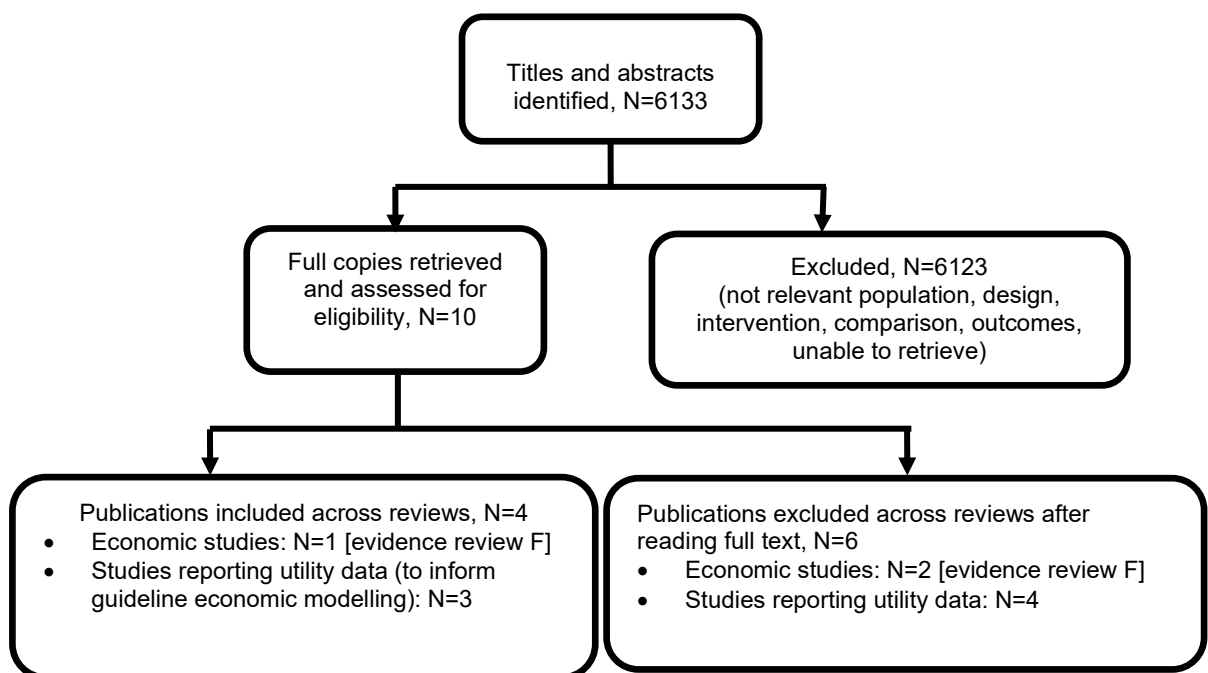 Titles and abstracts
identified, N=6133
Full copies retrieved
and assessed for
eligibility, N=10
Excluded, N=6123
(not relevant population, design,
intervention, comparison, outcomes,
unable to retrieve)
Publications included across reviews, N=4
• Economic studies: N=1 [evidence review F]
• Studies reporting utility data (to inform
guideline economic modelling): N=3
Publications excluded across reviews after
reading full text, N=6
• Economic studies: N=2 [evidence review F]
• Studies reporting utility data: N=4